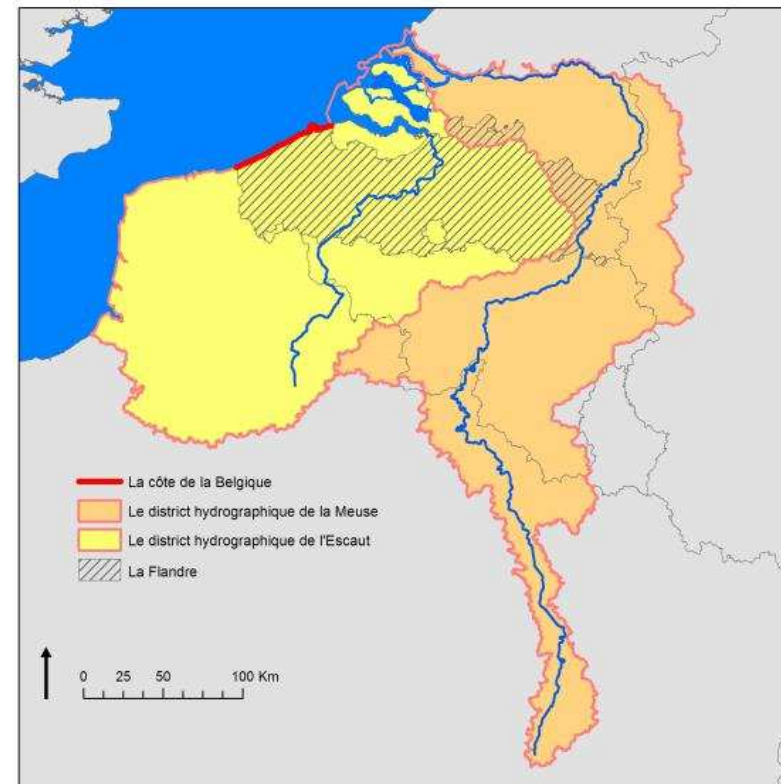 La côte de la Belgique
Le district hydrographique de la Meuse
Le district hydrographique de l'Escaut
La Flandre
0 25 50 100 Km